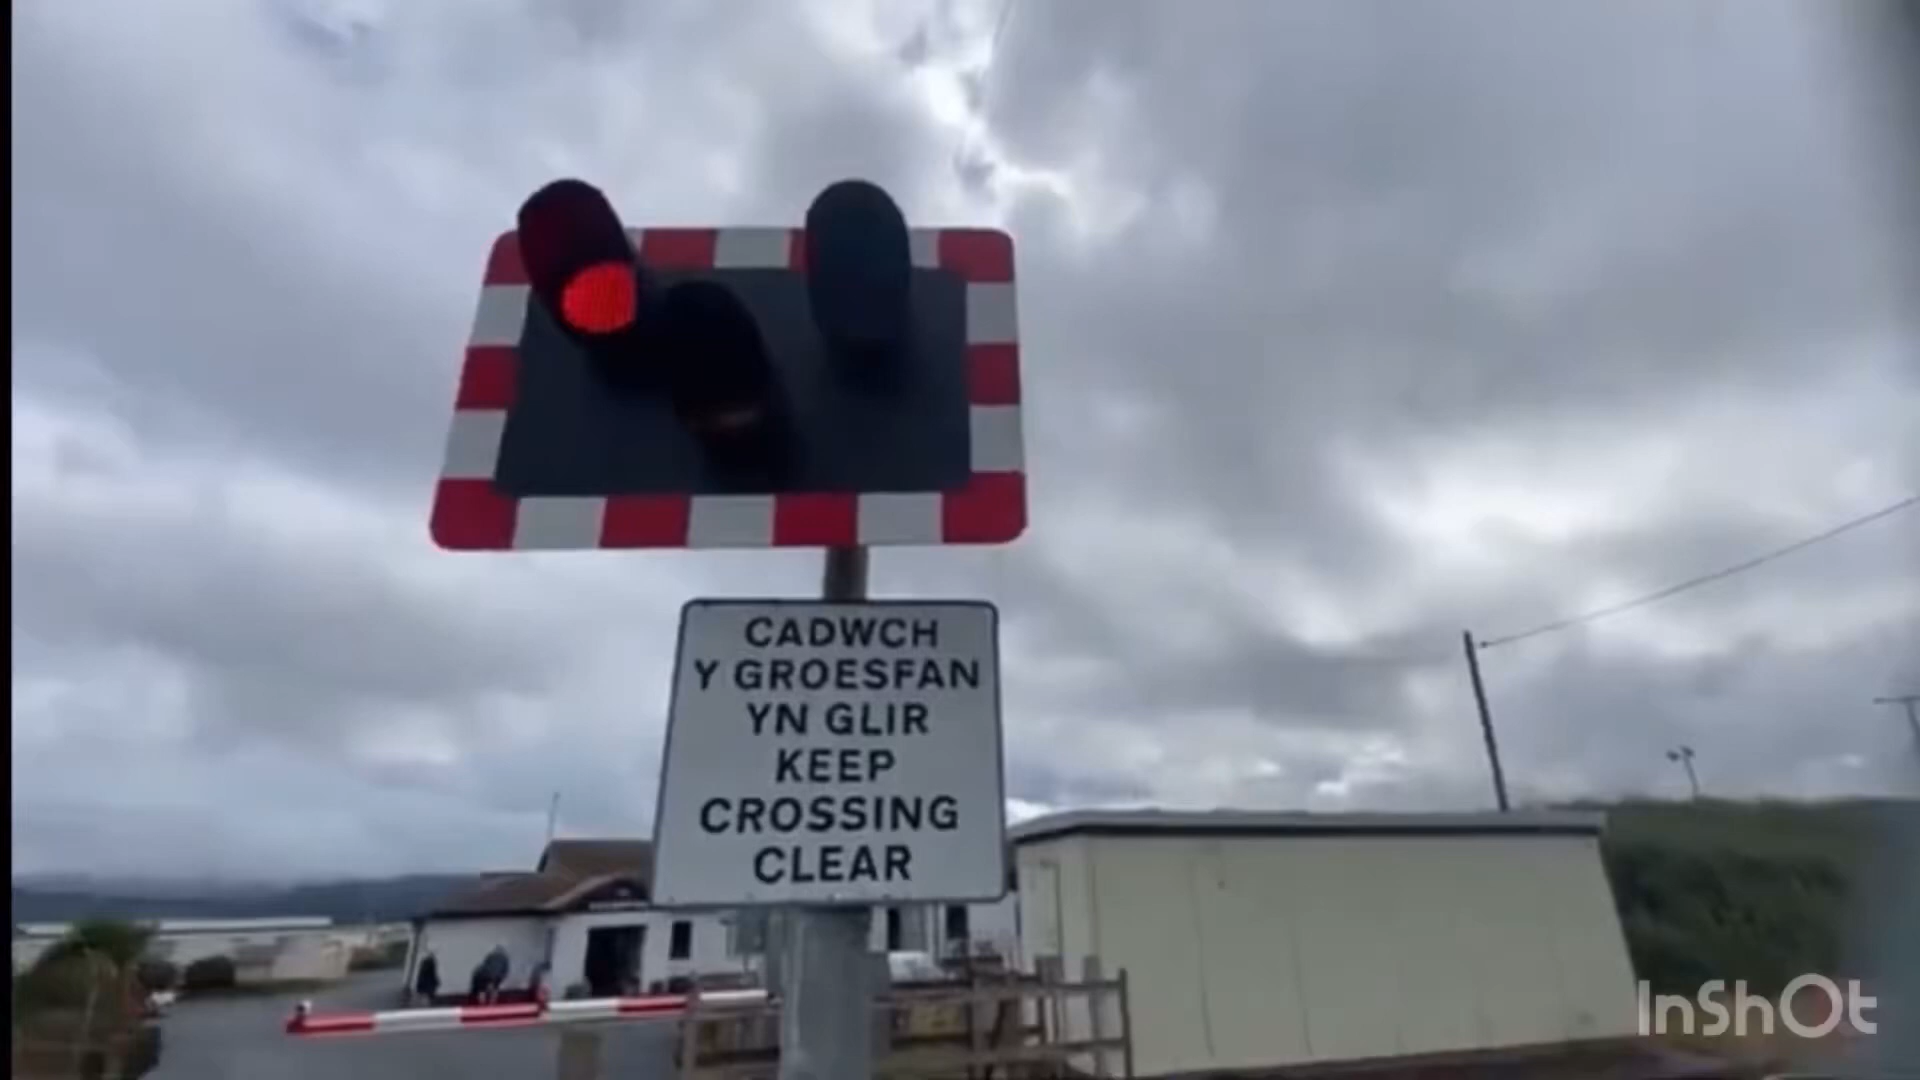 CADWCH
Y GROESFAN
YN GLIR
KEEP
CROSSING
CLEAR
InShOt